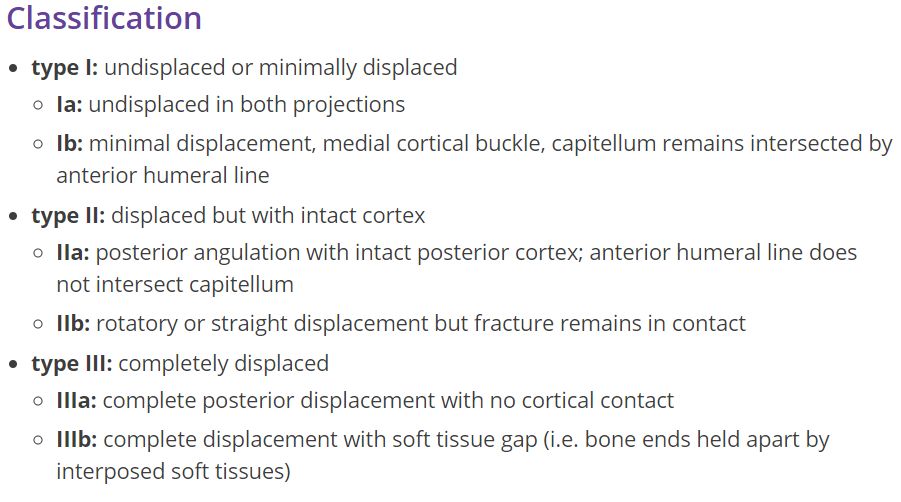 Classification
• type I: undisplaced or minimally displaced
○ Ia: undisplaced in both projections
○ Ib: minimal displacement, medial cortical buckle, capitellum remains intersected by
anterior humeral line
• type II: displaced but with intact cortex
○ IIa: posterior angulation with intact posterior cortex; anterior humeral line does
not intersect capitellum
○ IIb: rotatory or straight displacement but fracture remains in contact
• type III: completely displaced
○ IIIa: complete posterior displacement with no cortical contact
○ IIIb: complete displacement with soft tissue gap (i.e. bone ends held apart by
interposed soft tissues)